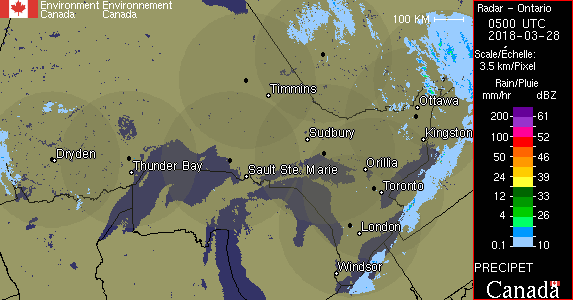 Environment Environnement
Canada Canada
100 KM
Timmins
Ottawa
Sudbury
Kingston
Dryden
Thunder Bay
Sault Ste. Marie
Orillia
Toronto
London
Windsor
Radar - Ontario
0500 UTC
2018-03-28
Scale/Échelle:
3.5 km/Pixel
Rain/Pluie
mm/hr dBZ
200 61
100 52
50 46
24 39
12 33
4 26
0.1 10
PRECIPET
Canada